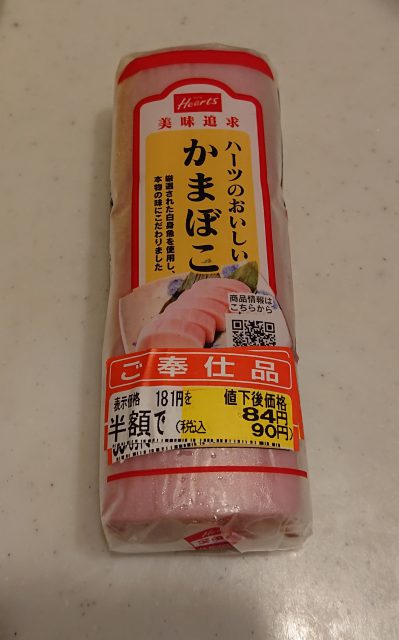 Hearts
美味追求
ハーツのおいしい
かまぼこ
厳選された白身魚を使用し、
本物の味にこだわりました
商品情報は
こちらから
ご奉仕品
表示価格 181円を
半額で
値下後価格
84円
(税込 90円)